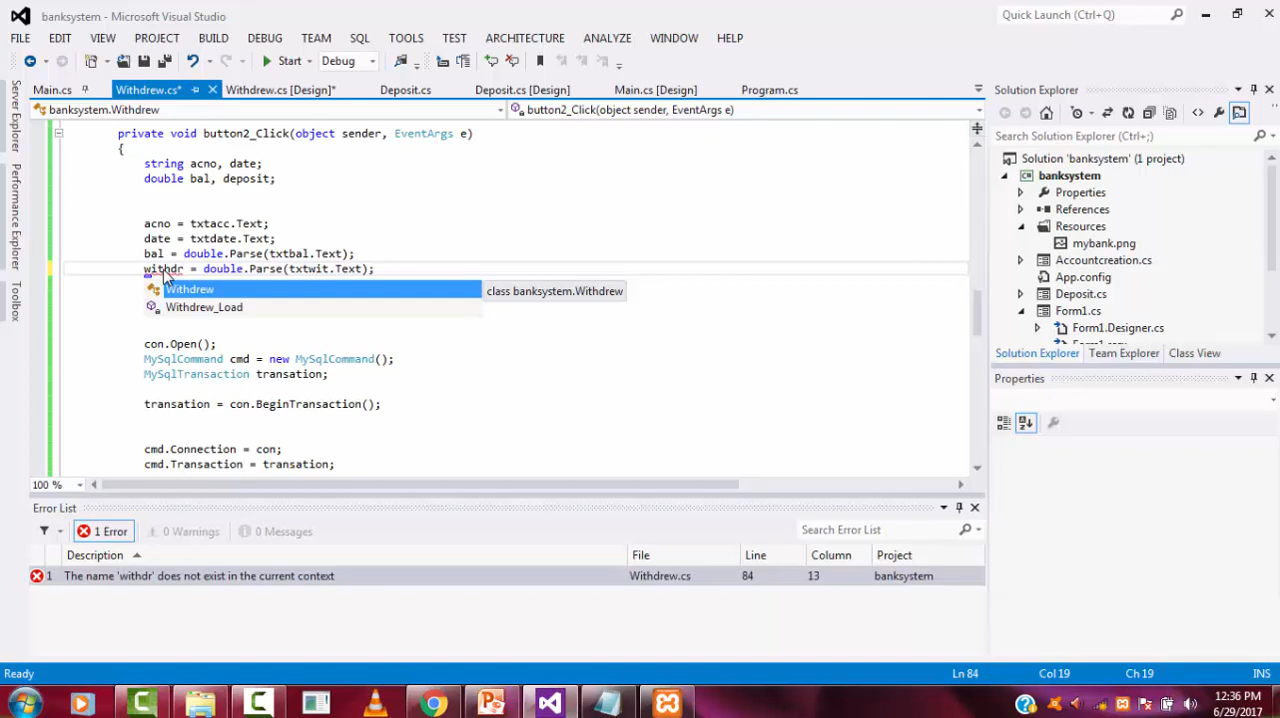 banksystem - Microsoft Visual Studio
Quick Launch (Ctrl+Q)
FILE EDIT VIEW PROJECT BUILD DEBUG TEAM SQL TOOLS TEST ARCHITECTURE ANALYZE WINDOW HELP
Start Debug
Main.cs Withdrew.cs* Withdrew.cs [Design]* Deposit.cs Deposit.cs [Design] Main.cs [Design] Program.cs
banksystem.Withdrew button2_Click(object sender, EventArgs e)
Server Explorer
Performance Explorer
Toolbox
private void button2_Click(object sender, EventArgs e)
{
string acno, date;
double bal, deposit;
acno = txtacc.Text;
date = txtdate.Text;
bal = double.Parse(txtbal.Text);
withdr = double.Parse(txtwit.Text);
Withdrew
class banksystem.Withdrew
Withdrew_Load
con.Open();
MySqlCommand cmd = new MySqlCommand();
MySqlTransaction transation;
transation = con.BeginTransaction();
cmd.Connection = con;
cmd.Transaction = transation;
100 %
Solution Explorer
Search Solution Explorer (Ctrl+;)
Solution 'banksystem' (1 project)
C# banksystem
Properties
References
Resources
mybank.png
Accountcreation.cs
App.config
Deposit.cs
Form1.cs
Form1.Designer.cs
Solution Explorer Team Explorer Class View
Properties
Error List
1 Error 0 Warnings 0 Messages
Search Error List
Description File Line Column Project
1 The name 'withdr' does not exist in the current context Withdrew.cs 84 13 banksystem
Ready Ln 84 Col 19 Ch 19 INS
12:36 PM
6/29/2017